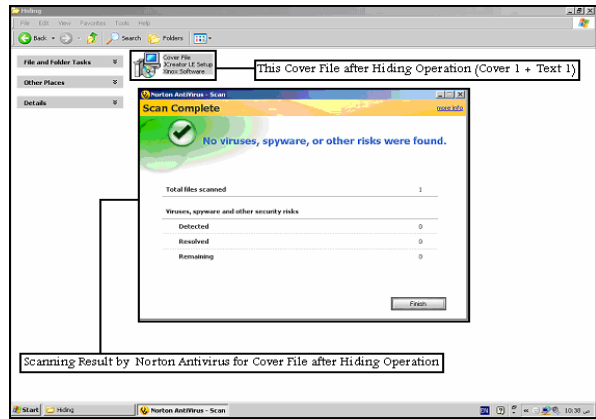 Hiding
File Edit View Favorites Tools Help
Back Search Folders
File and Folder Tasks
Other Places
Details
Cover File
JCreator LE Setup
Xinox Software
This Cover File after Hiding Operation (Cover 1 + Text 1)
Norton AntiVirus - Scan
Scan Complete
more info
No viruses, spyware, or other risks were found.
Total files scanned 1
Viruses, spyware and other security risks
Detected 0
Resolved 0
Remaining 0
Finish
Scanning Result by Norton Antivirus for Cover File after Hiding Operation
Start Hiding Norton AntiVirus - Scan EN 10:38